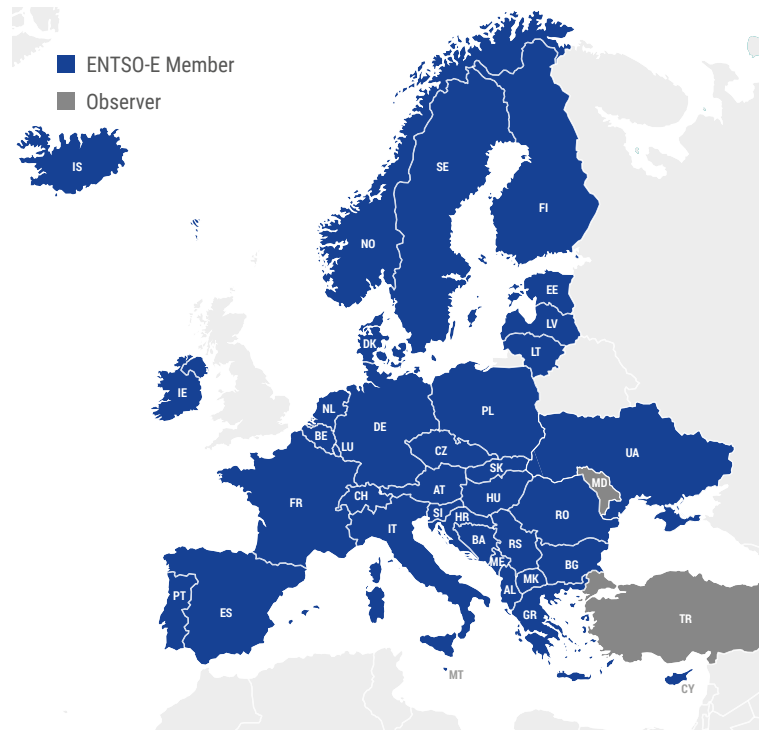 ENTSO-E Member
Observer
IS
SE
FI
NO
EE
LV
DK
LT
IE
NL
PL
DE
BE
LU
CZ
UA
SK
MD
AT
CH
HU
FR
SI
HR
RO
IT
BA
RS
ME
BG
MK
PT
AL
ES
GR
TR
MT
CY